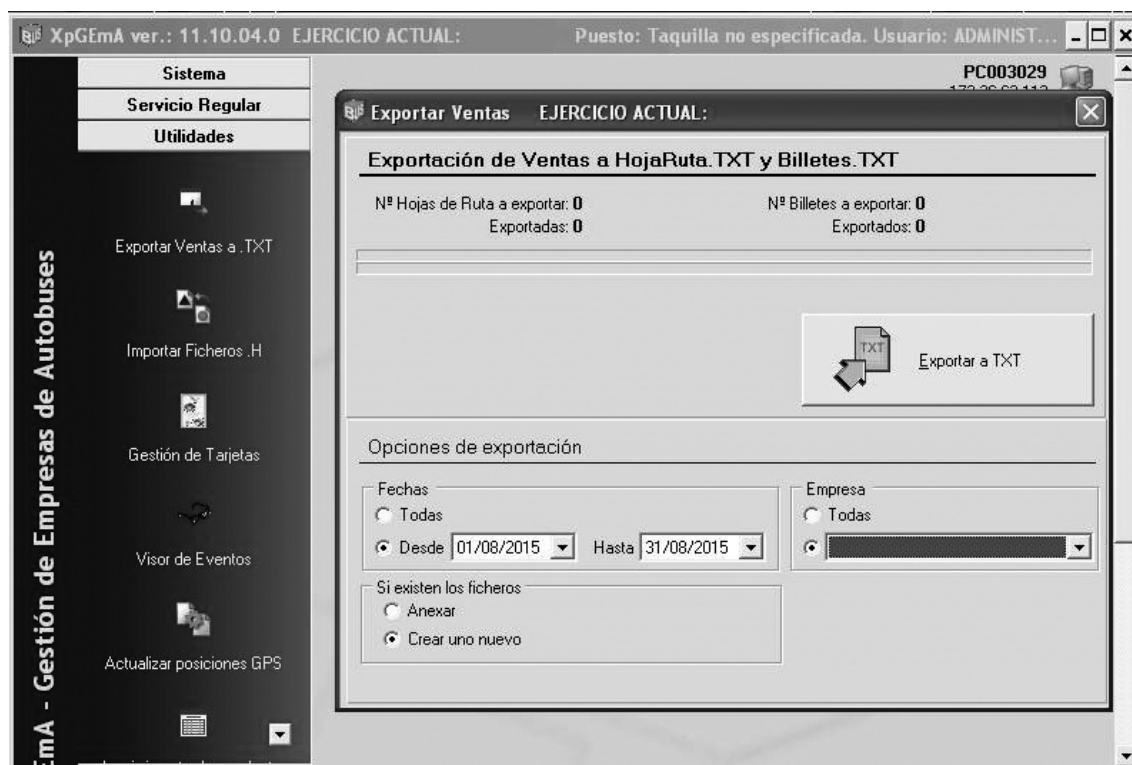 XpGEmA ver.: 11.10.04.0 EJERCICIO ACTUAL: Puesto: Taquilla no especificada. Usuario: ADMINIST...
Sistema
Servicio Regular
Utilidades
Exportar Ventas a .TXT
Importar Ficheros .H
Gestión de Tarjetas
Visor de Eventos
Actualizar posiciones GPS
EmA - Gestión de Empresas de Autobuses
PC003029
Exportar Ventas EJERCICIO ACTUAL:
Exportación de Ventas a HojaRuta.TXT y Billetes.TXT
Nº Hojas de Ruta a exportar: 0 Nº Billetes a exportar: 0
Exportadas: 0 Exportados: 0
TXT
Exportar a TXT
Opciones de exportación
Fechas
Todas
Desde 01/08/2015 Hasta 31/08/2015
Empresa
Todas
Si existen los ficheros
Anexar
Crear uno nuevo